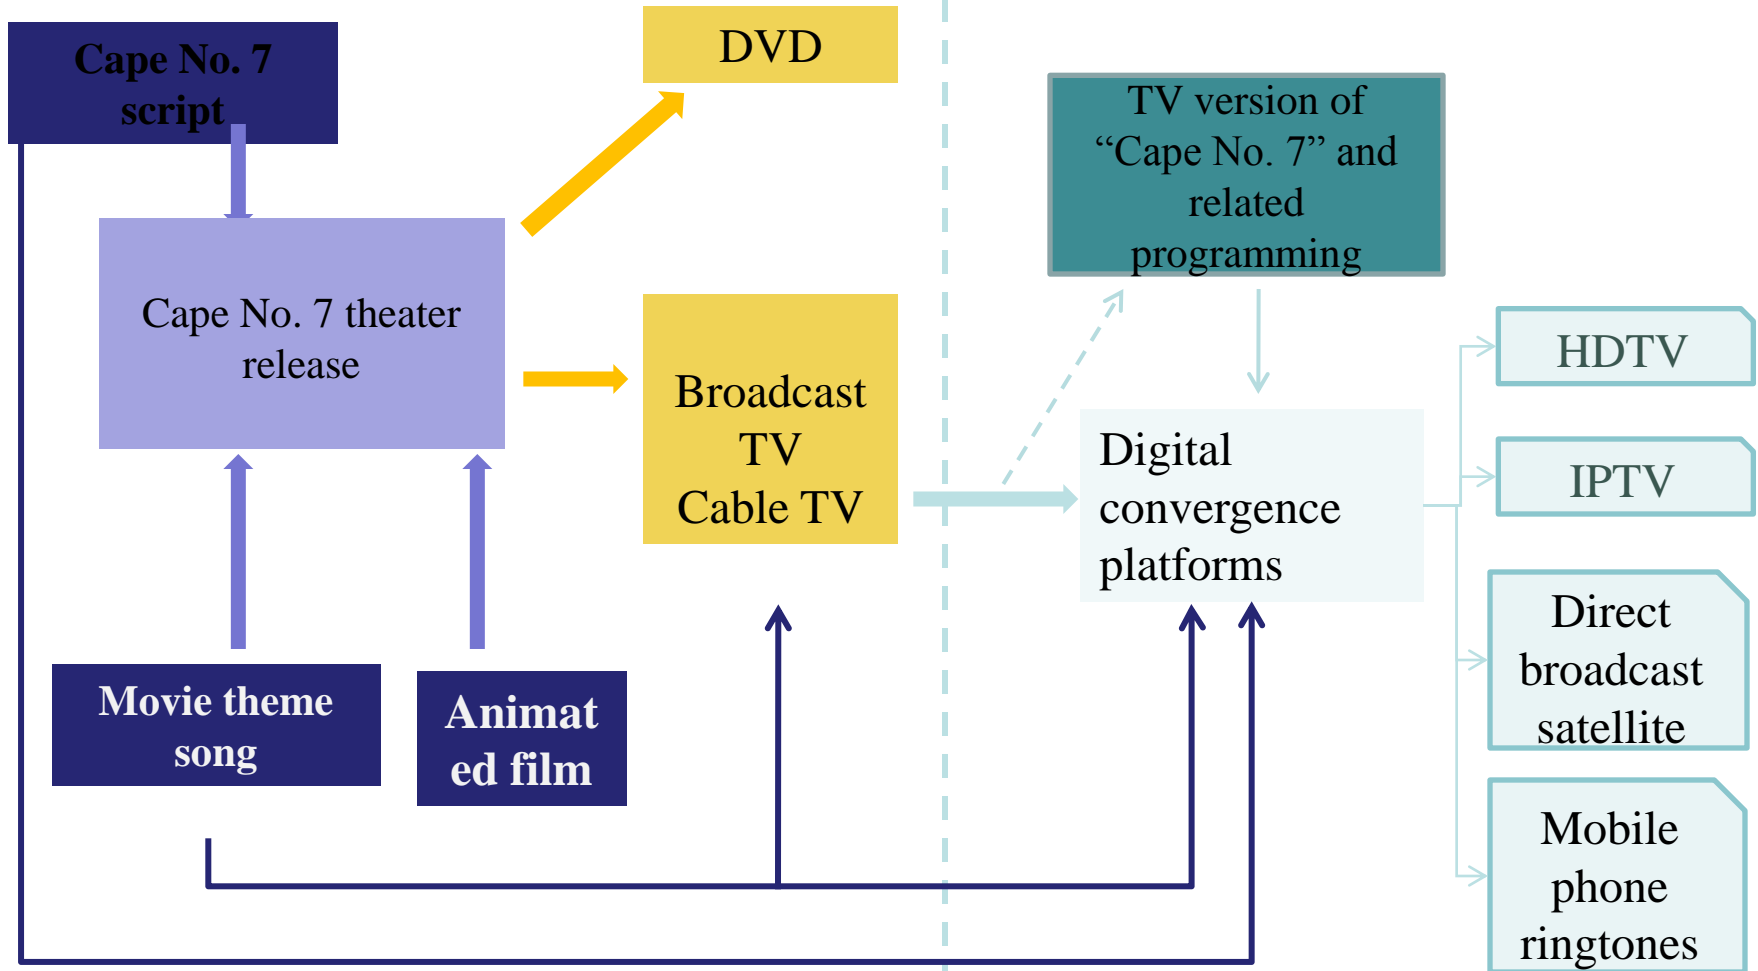 Cape No. 7
script
DVD
TV version of
“Cape No. 7” and
related
programming
Cape No. 7 theater
release
Broadcast
TV
Cable TV
Digital
convergence
platforms
HDTV
IPTV
Direct
broadcast
satellite
Mobile
phone
ringtones
Movie theme
song
Animat
ed film